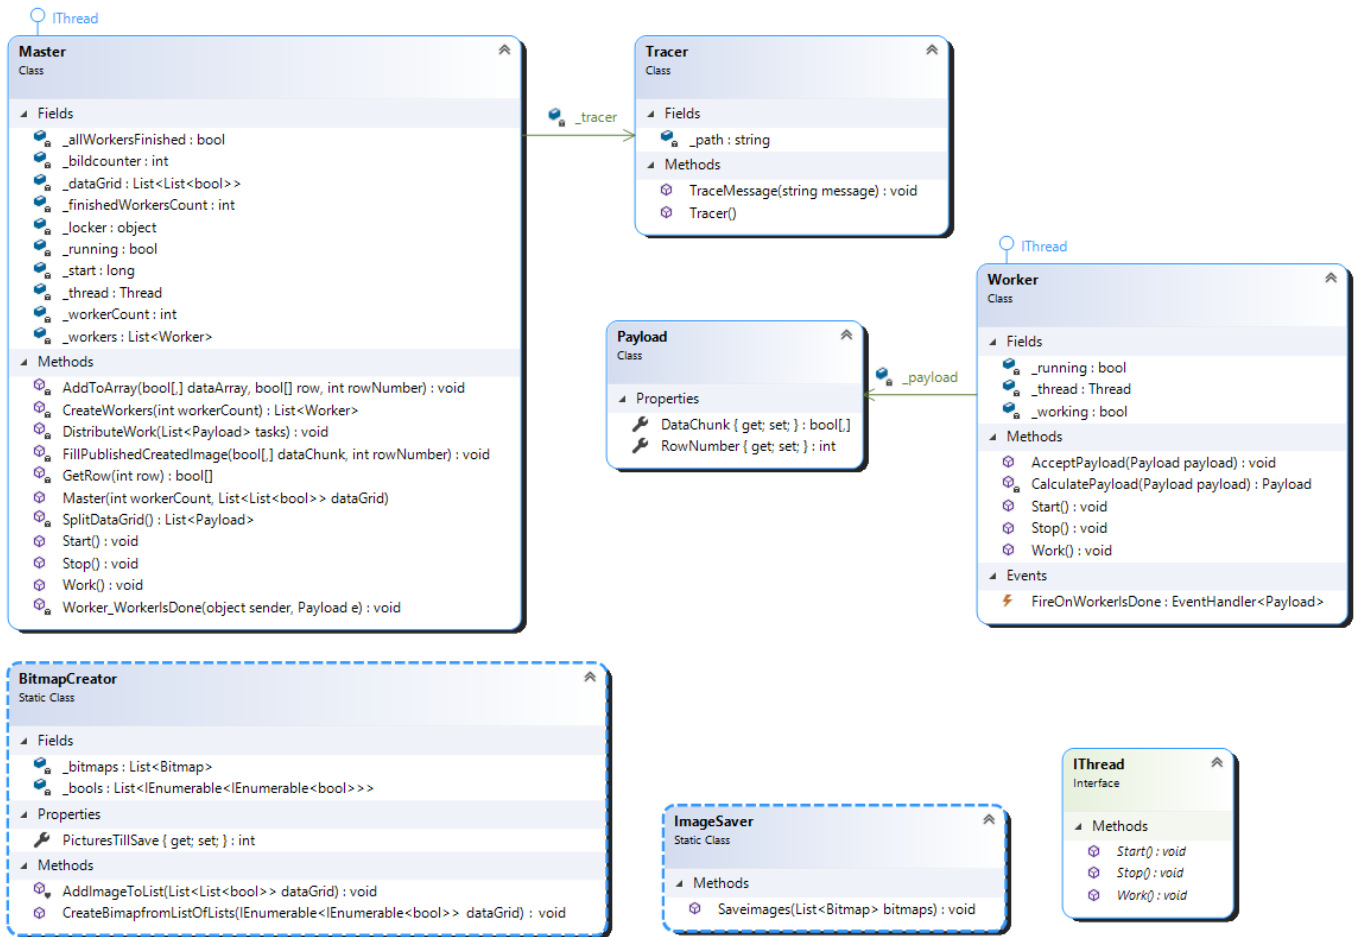 IThread
Master
Class
Fields
_allWorkersFinished : bool
_bildcounter : int
_dataGrid : List<List<bool>>
_finishedWorkersCount : int
_locker : object
_running : bool
_start : long
_thread : Thread
_workerCount : int
_workers : List<Worker>
Methods
AddToArray(bool[,] dataArray, bool[] row, int rowNumber) : void
CreateWorkers(int workerCount) : List<Worker>
DistributeWork(List<Payload> tasks) : void
FillPublishedCreatedImage(bool[,] dataChunk, int rowNumber) : void
GetRow(int row) : bool[]
Master(int workerCount, List<List<bool>> dataGrid)
SplitDataGrid() : List<Payload>
Start() : void
Stop() : void
Work() : void
Worker_WorkerIsDone(object sender, Payload e) : void
_tracer
Tracer
Class
Fields
_path : string
Methods
TraceMessage(string message) : void
Tracer()
IThread
Worker
Class
Fields
_running : bool
_thread : Thread
_working : bool
Methods
AcceptPayload(Payload payload) : void
CalculatePayload(Payload payload) : Payload
Start() : void
Stop() : void
Work() : void
Events
FireOnWorkerIsDone : EventHandler<Payload>
_payload
Payload
Class
Properties
DataChunk { get; set; } : bool[,]
RowNumber { get; set; } : int
BitmapCreator
Static Class
Fields
_bitmaps : List<Bitmap>
_bools : List<IEnumerable<IEnumerable<bool>>>
Properties
PicturesTillSave { get; set; } : int
Methods
AddImageToList(List<List<bool>> dataGrid) : void
CreateBimapfromListOfLists(IEnumerable<IEnumerable<bool>> dataGrid) : void
ImageSaver
Static Class
Methods
Saveimages(List<Bitmap> bitmaps) : void
IThread
Interface
Methods
Start() : void
Stop() : void
Work() : void